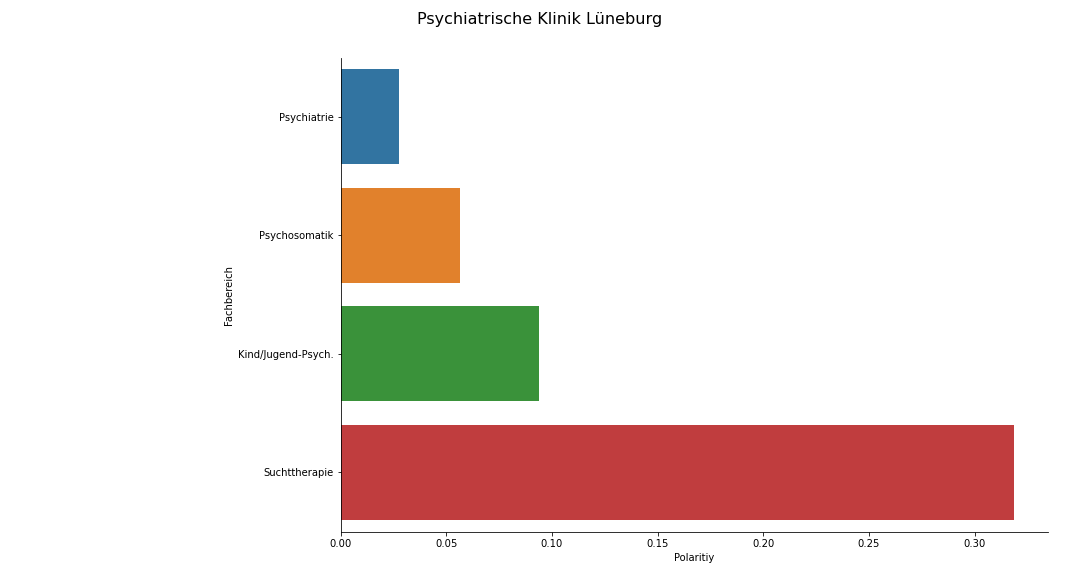 Psychiatrische Klinik Lüneburg
Psychiatrie
Psychosomatik
Kind/Jugend-Psych.
Suchttherapie
Fachbereich
0.00 0.05 0.10 0.15 0.20 0.25 0.30
Polaritiy